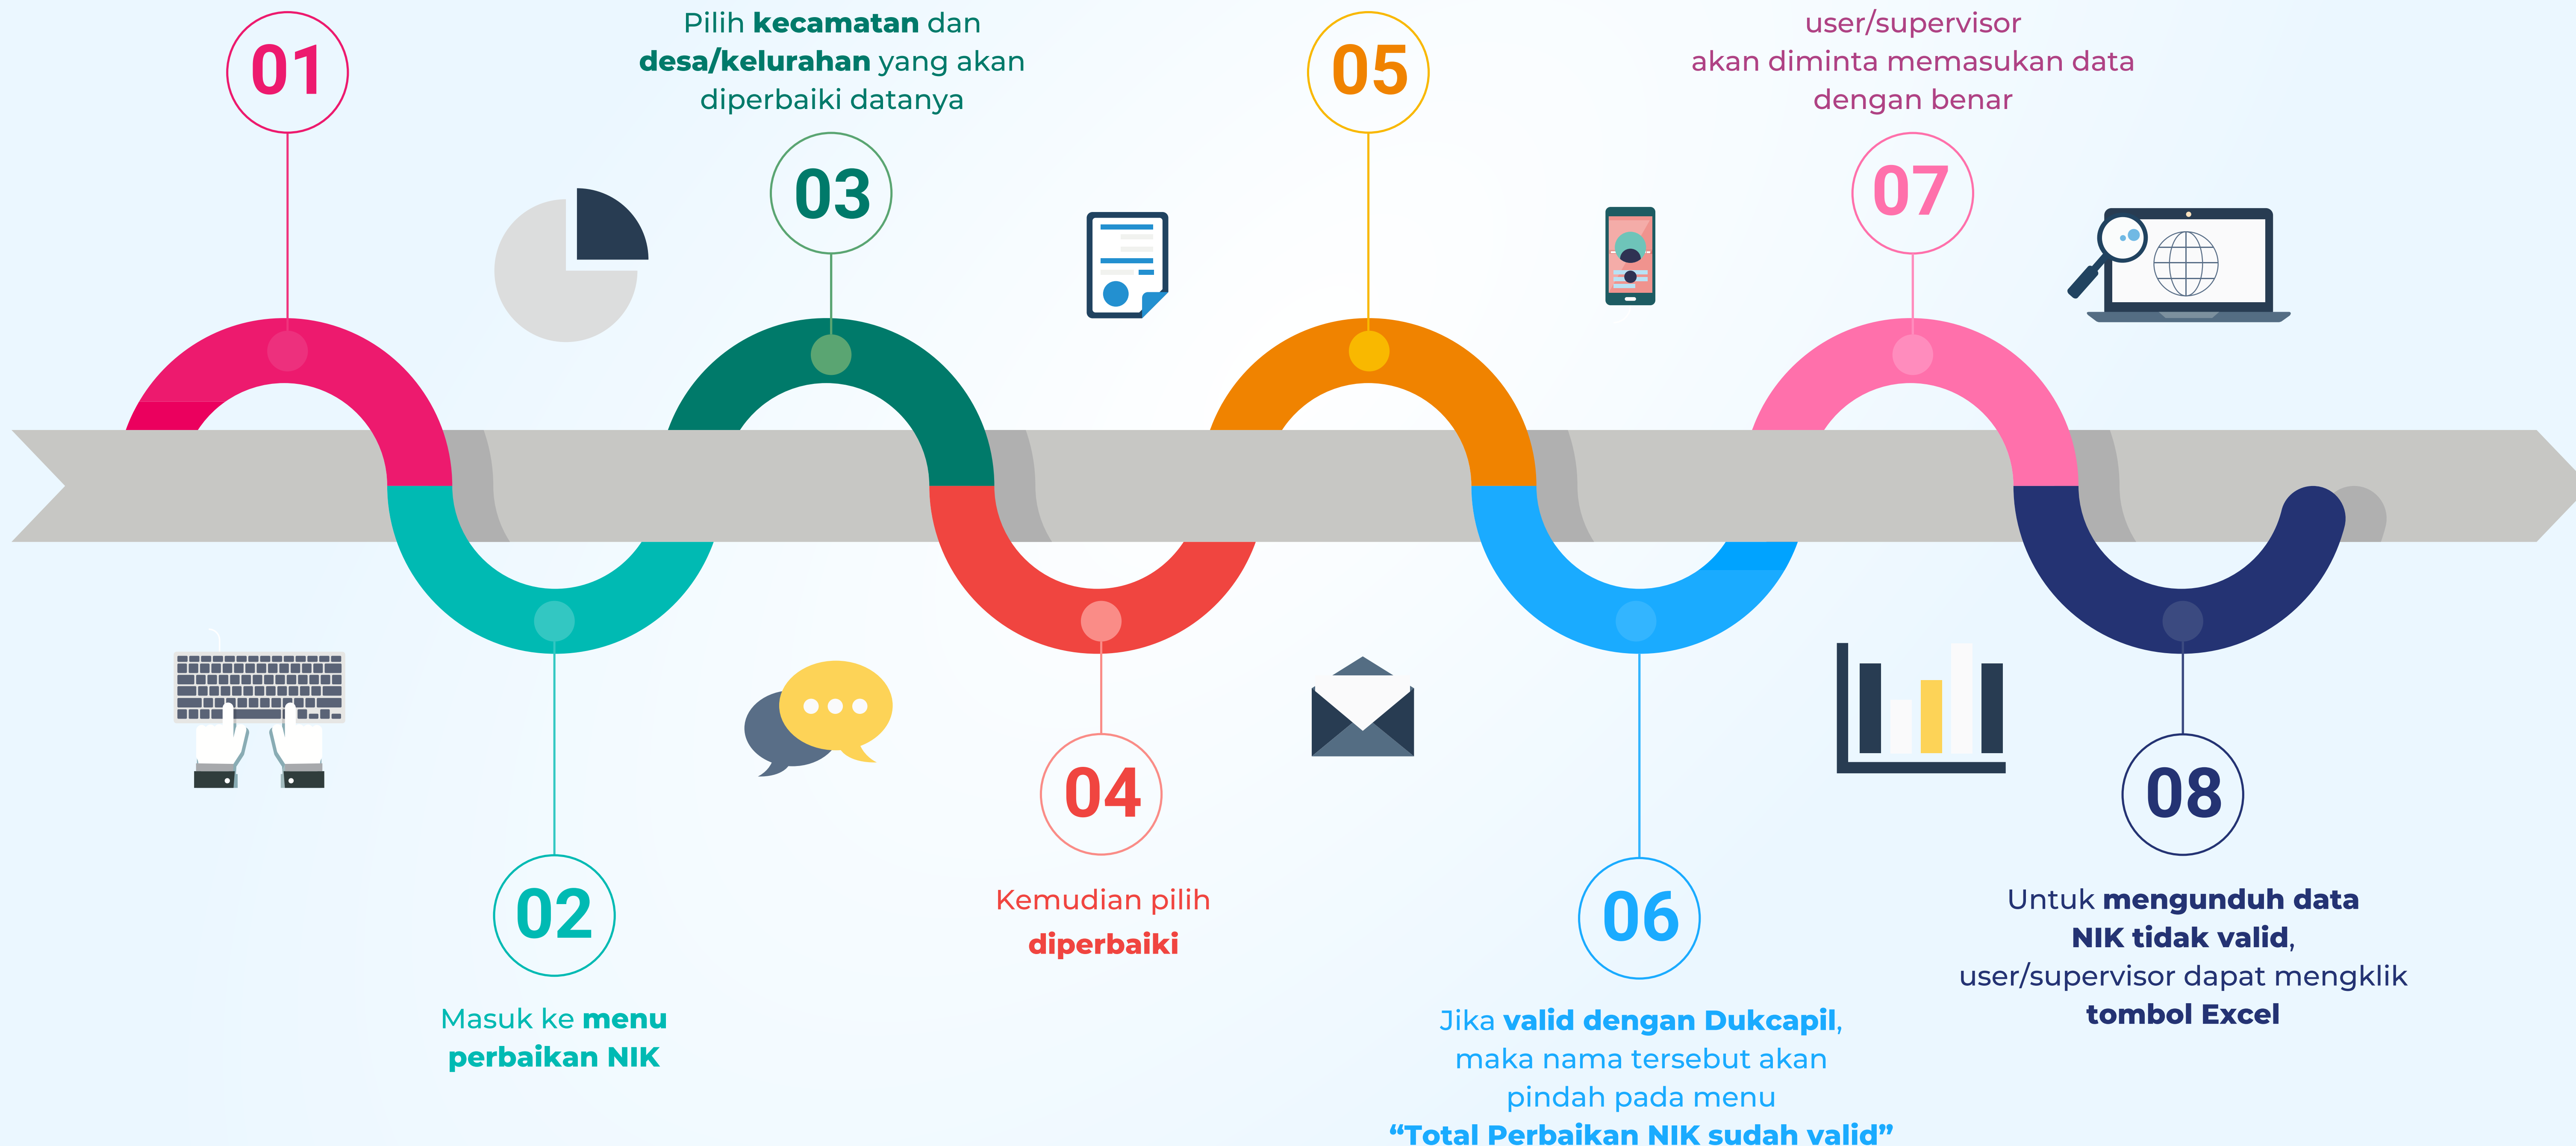 01
02
Masuk ke menu
perbaikan NIK
Pilih kecamatan dan
desa/kelurahan yang akan
diperbaiki datanya
03
04
Kemudian pilih
diperbaiki
05
06
Jika valid dengan Dukcapil,
maka nama tersebut akan
pindah pada menu
“Total Perbaikan NIK sudah valid”
user/supervisor
akan diminta memasukan data
dengan benar
07
08
Untuk mengunduh data
NIK tidak valid,
user/supervisor dapat mengklik
tombol Excel